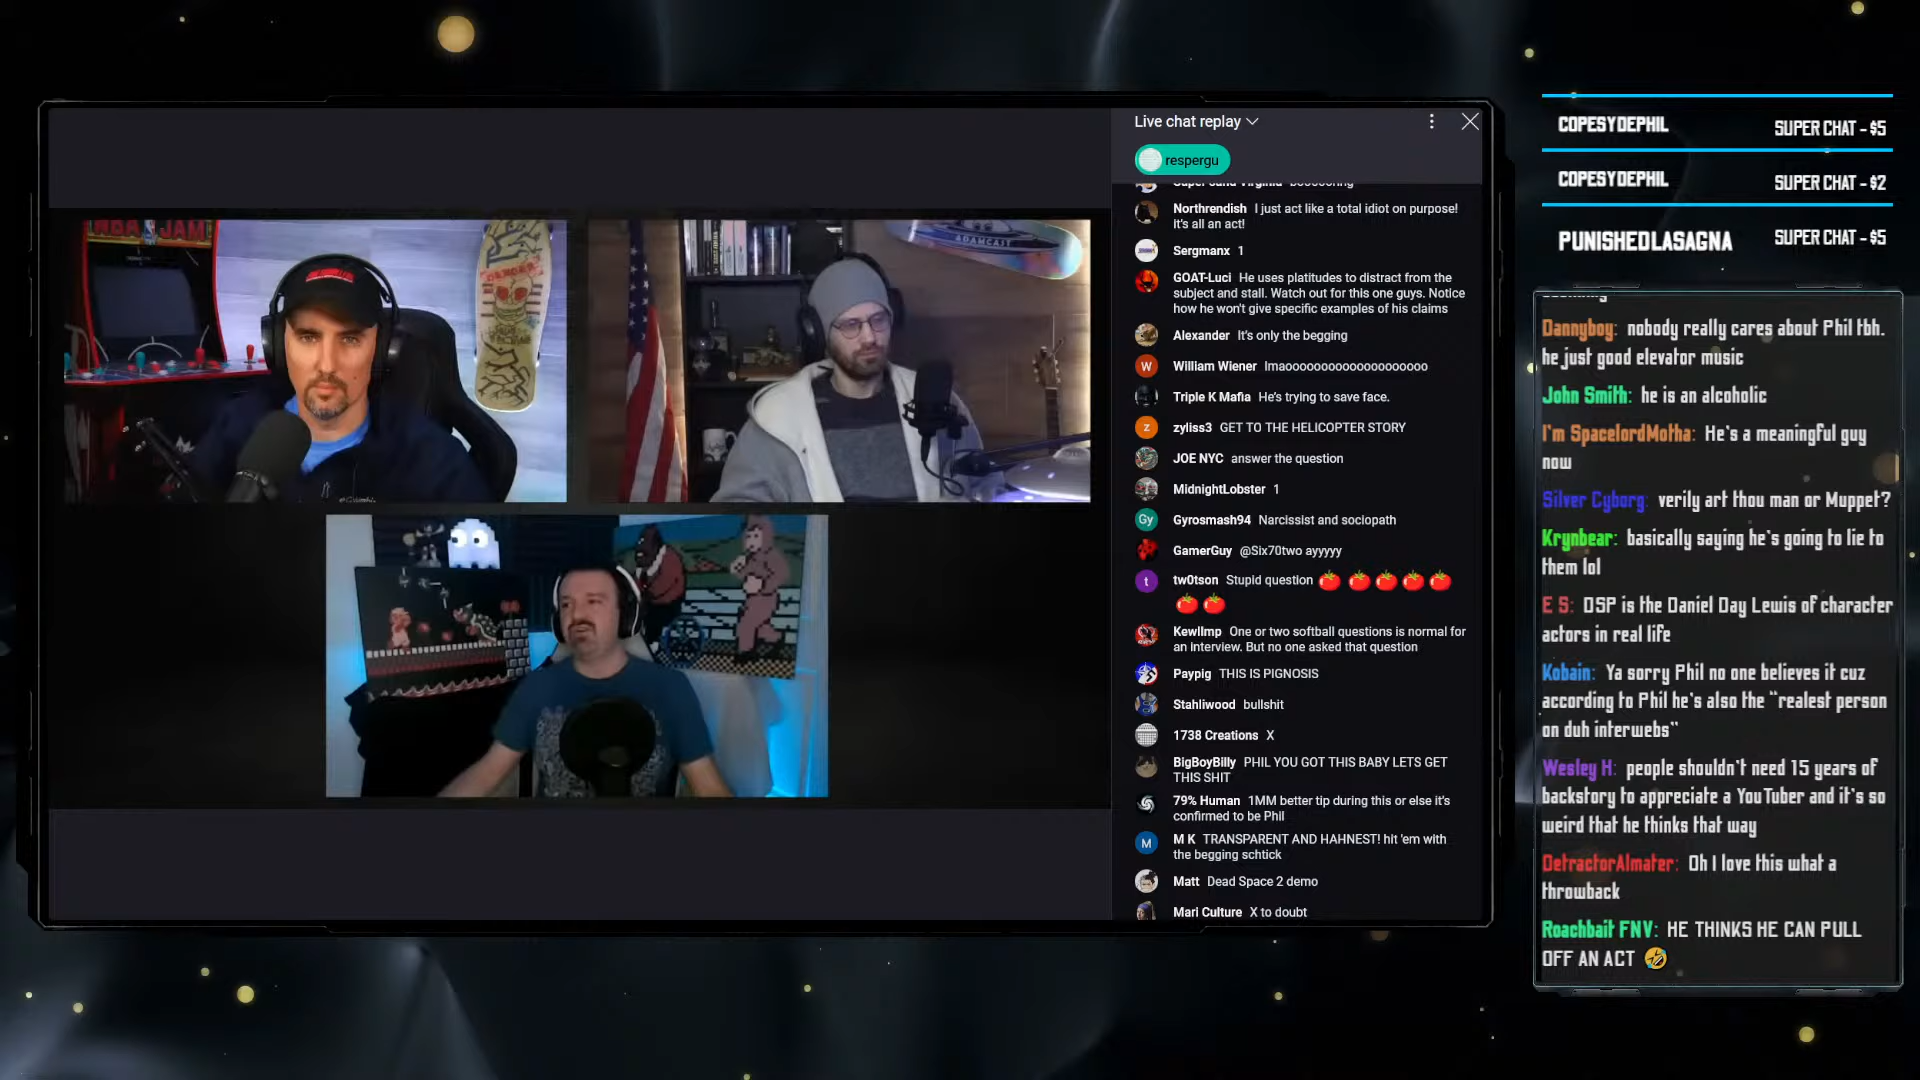 NBA JAM
ADAMCAST
Live chat replay
respergu
Northrendish I just act like a total idiot on purpose!
it's all an act!
Sergmanx 1
GOAT-Luci He uses platitudes to distract from the
subject and stall. Watch out for this one guys. Notice
how he won't give specific examples of his claims
Alexander It's only the begging
William Wiener lmaooooooooooooooooooooo
Triple K Mafia He's trying to save face.
z
zyliss3 GET TO THE HELICOPTER STORY
JOE NYC answer the question
MidnightLobster 1
Gy
Gyrosmash94 Narcissist and sociopath
GamerGuy @Six70two ayyyyy
t
tw0tson Stupid question 🍅 🍅 🍅 🍅 🍅
🍅 🍅
KewlImp One or two softball questions is normal for
an interview. But no one asked that question
Paypig THIS IS PIGNOSIS
Stahliwood bullshit
1738 Creations X
BigBoyBilly PHIL YOU GOT THIS BABY LETS GET
THIS SHIT
79% Human 1MM better tip during this or else it's
confirmed to be Phil
M
M K TRANSPARENT AND HAHNEST! hit 'em with
the begging schtick
Matt Dead Space 2 demo
Mari Culture X to doubt
COPESYDEPHIL SUPER CHAT - $5
COPESYDEPHIL SUPER CHAT - $2
PUNISHEDLASAGNA SUPER CHAT - $5
Dannyboy: nobody really cares about Phil tbh.
he just good elevator music
John Smith: he is an alcoholic
I'm SpacelordMotha: He's a meaningful guy
now
Silver Cyborg: verily art thou man or Muppet?
Krynbear: basically saying he's going to lie to
them lol
E S: DSP is the Daniel Day Lewis of character
actors in real life
Kobain: Ya sorry Phil no one believes it cuz
according to Phil he's also the "realest person
on duh interwebs"
Wesley H: people shouldn't need 15 years of
backstory to appreciate a YouTuber and it's so
weird that he thinks that way
DetractorAlmater: Oh I love this what a
throwback
Roachbait FNV: HE THINKS HE CAN PULL
OFF AN ACT 🤣